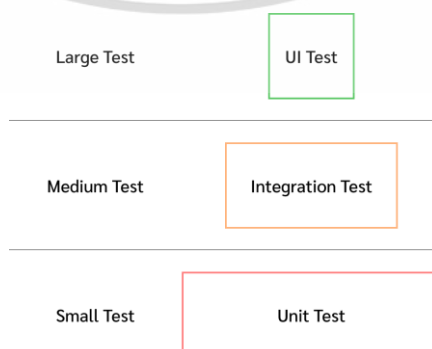 Large Test
UI Test
Medium Test
Integration Test
Small Test
Unit Test